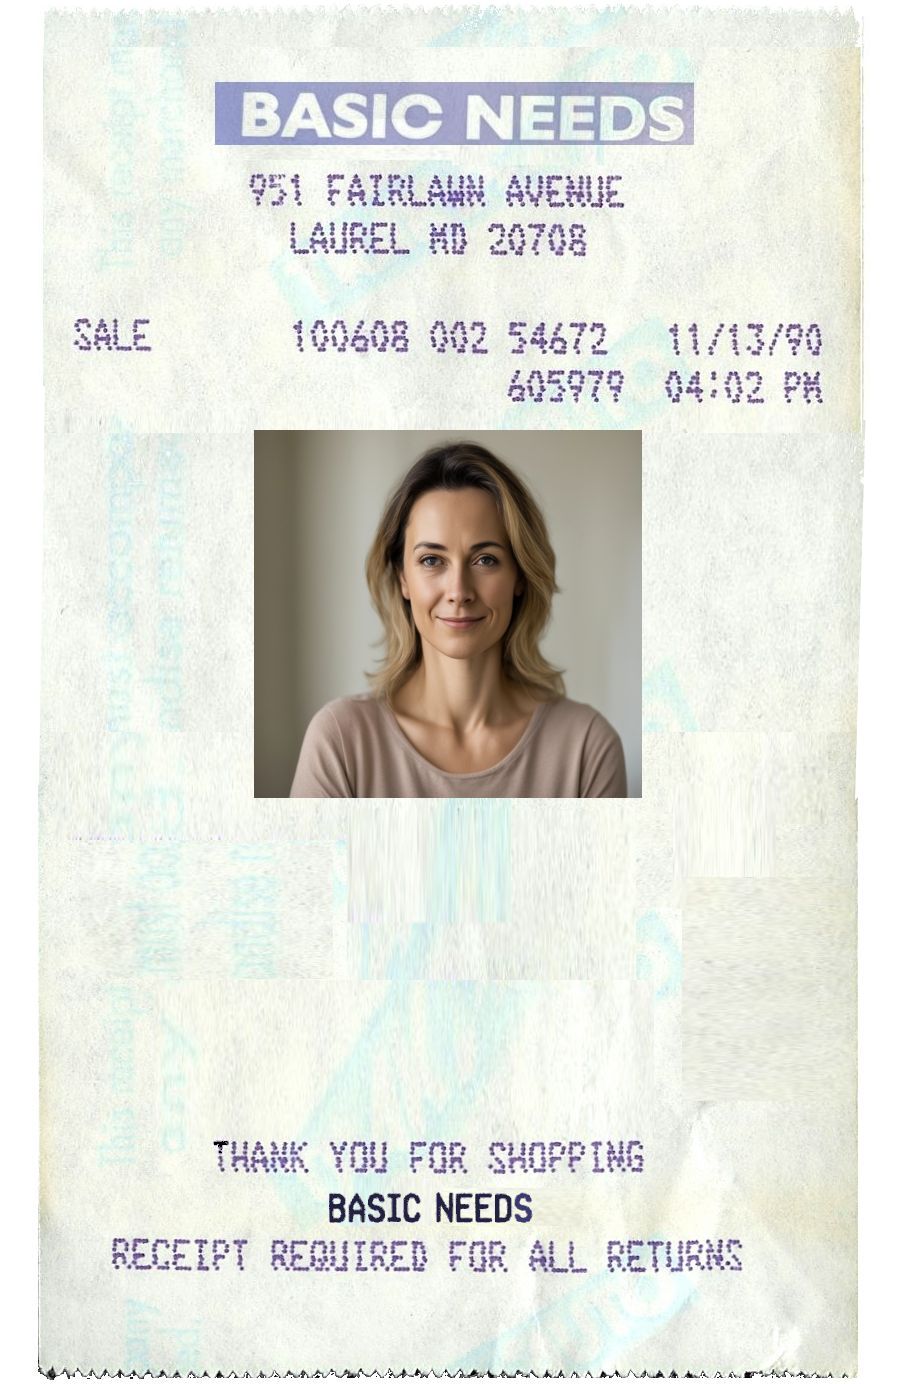 BASIC NEEDS
951 FAIRLAWN AVENUE
LAUREL MD 20708
SALE 100608 002 54672 11/13/90
605979 04:02 PM
THANK YOU FOR SHOPPING
BASIC NEEDS
RECEIPT REQUIRED FOR ALL RETURNS